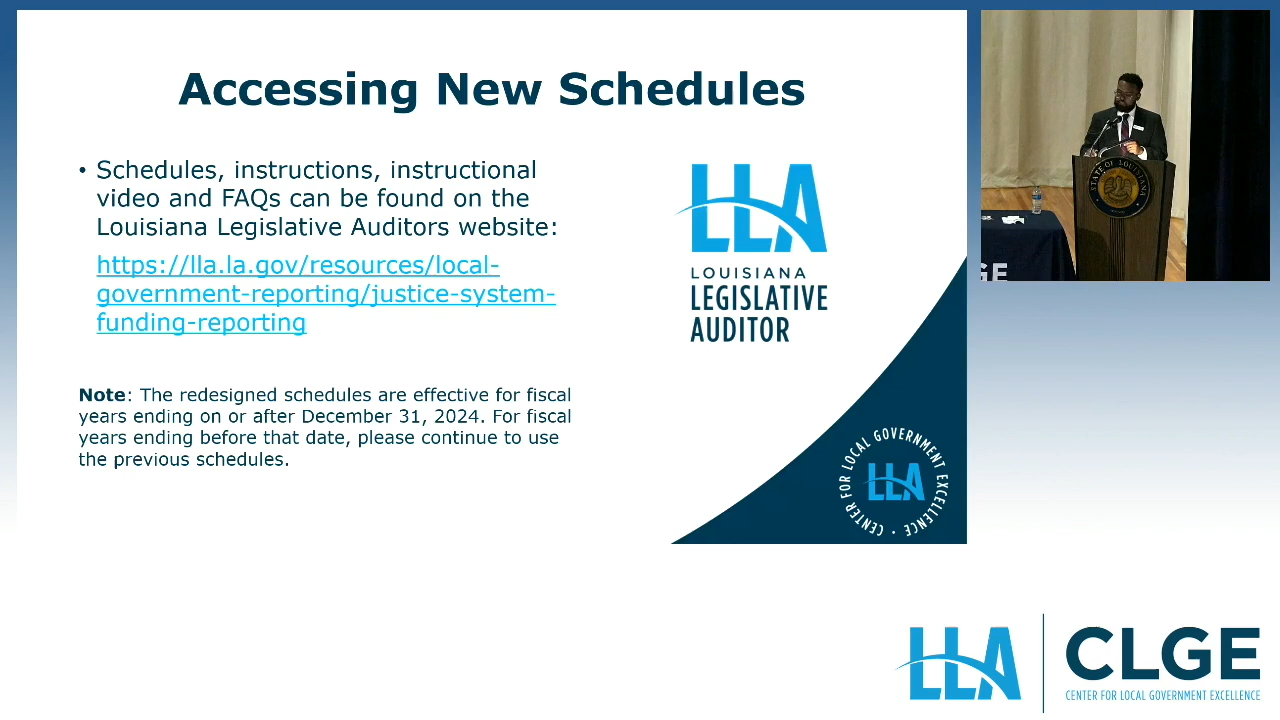 Accessing New Schedules
• Schedules, instructions, instructional
video and FAQs can be found on the
Louisiana Legislative Auditors website:
https://lla.la.gov/resources/local-
government-reporting/justice-system-
funding-reporting
Note: The redesigned schedules are effective for fiscal
years ending on or after December 31, 2024. For fiscal
years ending before that date, please continue to use
the previous schedules.
LLA
LOUISIANA
LEGISLATIVE
AUDITOR
CENTER FOR LOCAL GOVERNMENT EXCELLENCE •
LLA
STATE OF LOUISIANA
GE
LLA
CLGE
CENTER FOR LOCAL GOVERNMENT EXCELLENCE